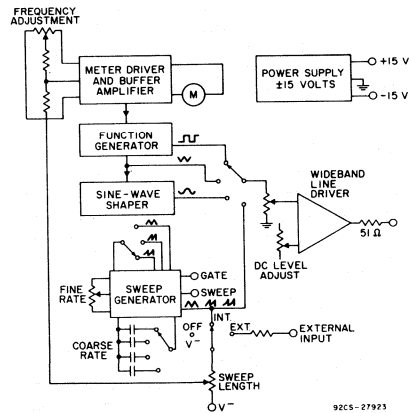 FREQUENCY
ADJUSTMENT
METER DRIVER
AND BUFFER
AMPLIFIER
M
POWER SUPPLY
±15 VOLTS
+15 V
-15 V
FUNCTION
GENERATOR
SINE-WAVE
SHAPER
WIDEBAND
LINE
DRIVER
51 Ω
DC LEVEL
ADJUST
FINE
RATE
SWEEP
GENERATOR
GATE
SWEEP
INT.
OFF
V–
EXT.
EXTERNAL
INPUT
COARSE
RATE
SWEEP
LENGTH
V–
92CS-27923